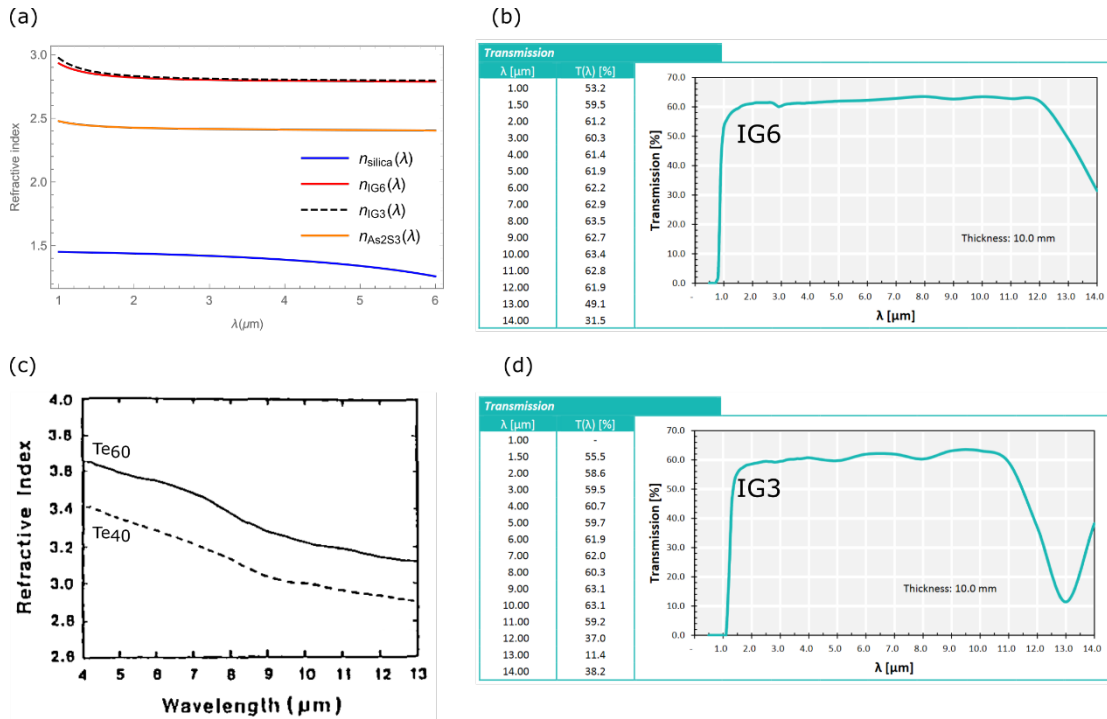 (a)
3.0
2.5
2.0
1.5
Refractive index
n_silica(λ)
n_IG6(λ)
n_IG3(λ)
n_As2S3(λ)
1 2 3 4 5 6
λ(μm)
(b)
Transmission
λ [μm] T(λ) [%]
1.00 53.2
1.50 59.5
2.00 61.2
3.00 60.3
4.00 61.4
5.00 61.9
6.00 62.2
7.00 62.9
8.00 63.5
9.00 62.7
10.00 63.4
11.00 62.8
12.00 61.9
13.00 49.1
14.00 31.5
70.0
60.0
50.0
40.0
30.0
20.0
10.0
0.0
Transmission [%]
IG6
Thickness: 10.0 mm
- 1.0 2.0 3.0 4.0 5.0 6.0 7.0 8.0 9.0 10.0 11.0 12.0 13.0 14.0
λ [μm]
(c)
4.0
3.8
3.4
3.2
3.0
2.8
2.6
Refractive Index
Te60
Te40
4 5 6 7 8 9 10 11 12 13
Wavelength (μm)
(d)
Transmission
λ [μm] T(λ) [%]
1.00 -
1.50 55.5
2.00 58.6
3.00 59.5
4.00 60.7
5.00 59.7
6.00 61.9
7.00 62.0
8.00 60.3
9.00 63.1
10.00 63.1
11.00 59.2
12.00 37.0
13.00 11.4
14.00 38.2
70.0
60.0
50.0
40.0
30.0
20.0
10.0
0.0
Transmission [%]
IG3
Thickness: 10.0 mm
- 1.0 2.0 3.0 4.0 5.0 6.0 7.0 8.0 9.0 10.0 11.0 12.0 13.0 14.0
λ [μm]